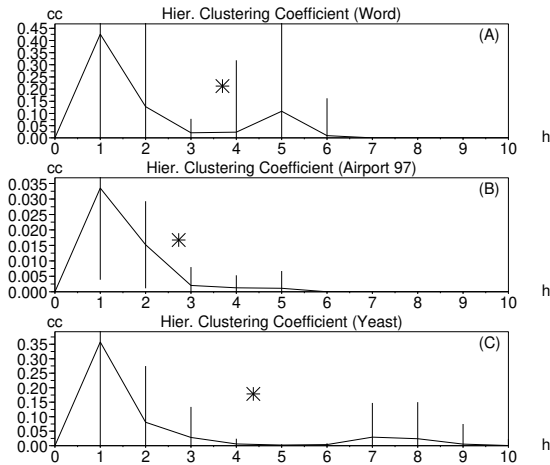 cc Hier. Clustering Coefficient (Word)
(A)
0.45
0.40
0.35
0.30
0.25
0.20
0.15
0.10
0.05
0.00
0 1 2 3 4 5 6 7 8 9 10 h
cc Hier. Clustering Coefficient (Airport 97)
(B)
0.035
0.030
0.025
0.020
0.015
0.010
0.005
0.000
0 1 2 3 4 5 6 7 8 9 10 h
cc Hier. Clustering Coefficient (Yeast)
(C)
0.35
0.30
0.25
0.20
0.15
0.10
0.05
0.00
0 1 2 3 4 5 6 7 8 9 10 h